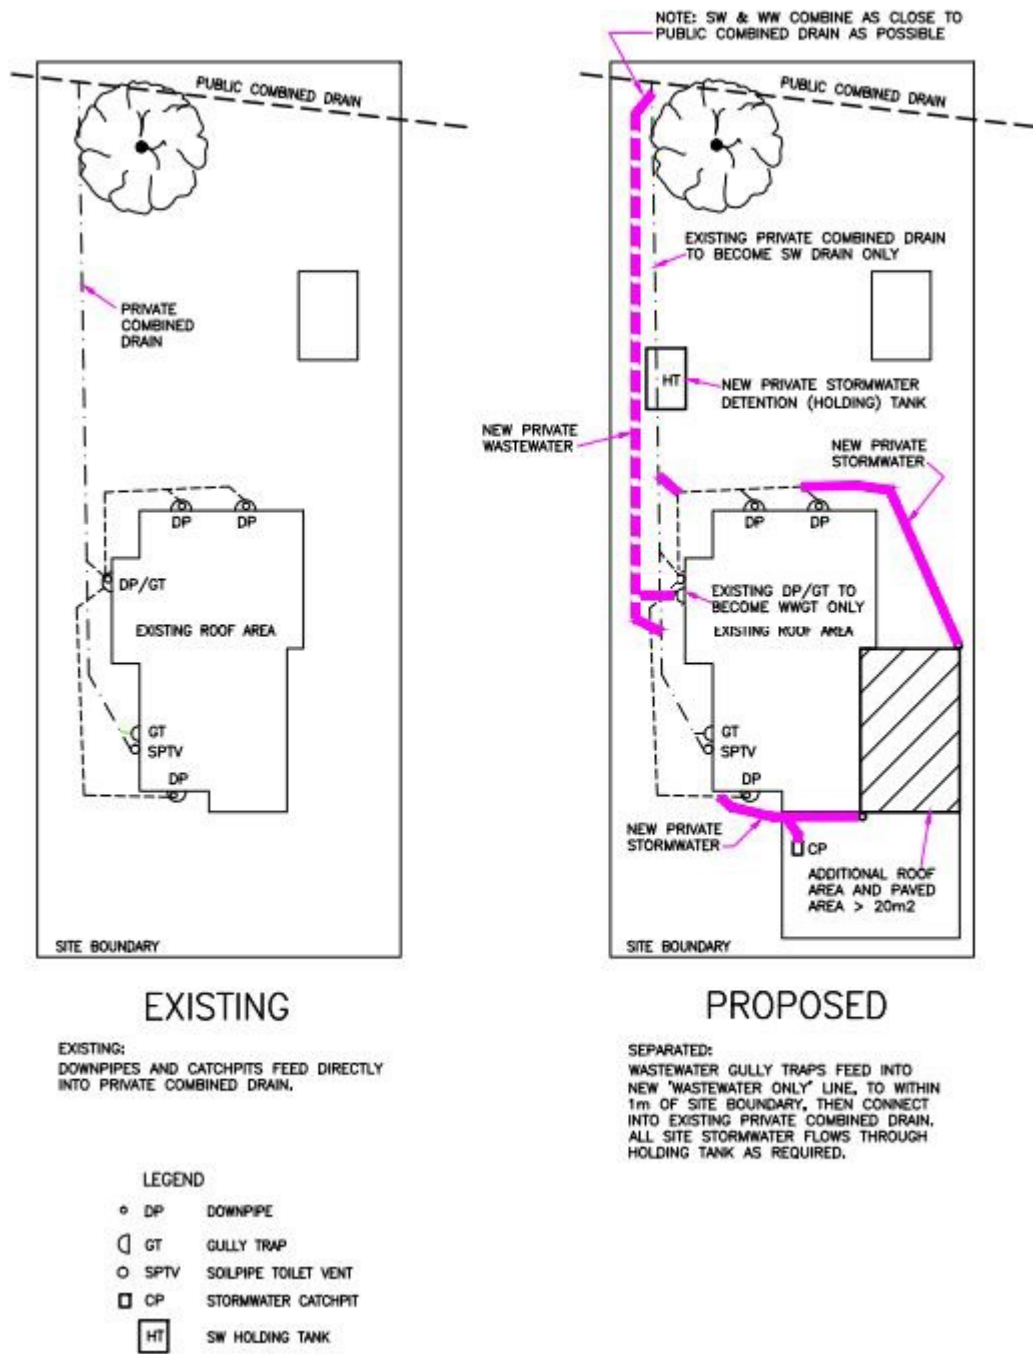 NOTE: SW & WW COMBINE AS CLOSE TO
PUBLIC COMBINED DRAIN AS POSSIBLE
PUBLIC COMBINED DRAIN
PRIVATE
COMBINED
DRAIN
DP
DP
DP/GT
EXISTING ROOF AREA
GT
SPTV
DP
SITE BOUNDARY
PUBLIC COMBINED DRAIN
EXISTING PRIVATE COMBINED DRAIN
TO BECOME SW DRAIN ONLY
HT
NEW PRIVATE STORMWATER
DETENTION (HOLDING) TANK
NEW PRIVATE
WASTEWATER
NEW PRIVATE
STORMWATER
DP
DP
EXISTING DP/GT TO
BECOME WWGT ONLY
EXISTING ROOF AREA
GT
SPTV
DP
NEW PRIVATE
STORMWATER
CP
ADDITIONAL ROOF
AREA AND PAVED
AREA > 20m2
SITE BOUNDARY
EXISTING
EXISTING:
DOWNPIPES AND CATCHPITS FEED DIRECTLY
INTO PRIVATE COMBINED DRAIN.
PROPOSED
SEPARATED:
WASTEWATER GULLY TRAPS FEED INTO
NEW 'WASTEWATER ONLY' LINE, TO WITHIN
1m OF SITE BOUNDARY, THEN CONNECT
INTO EXISTING PRIVATE COMBINED DRAIN.
ALL SITE STORMWATER FLOWS THROUGH
HOLDING TANK AS REQUIRED.
LEGEND
DP DOWNPIPE
GT GULLY TRAP
SPTV SOILPIPE TOILET VENT
CP STORMWATER CATCHPIT
HT SW HOLDING TANK